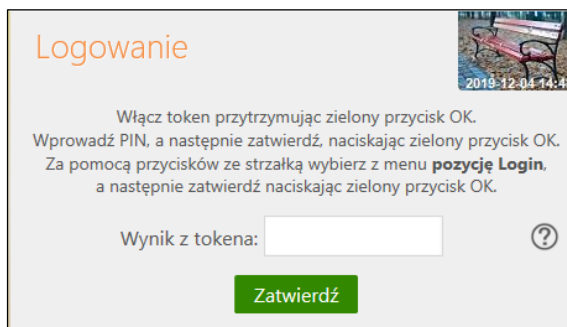 Logowanie
2019-12-04 14:4
Włącz token przytrzymując zielony przycisk OK.
Wprowadź PIN, a następnie zatwierdź, naciskając zielony przycisk OK.
Za pomocą przycisków ze strzałką wybierz z menu pozycję Login,
a następnie zatwierdź naciskając zielony przycisk OK.
Wynik z tokena:
?
Zatwierdź